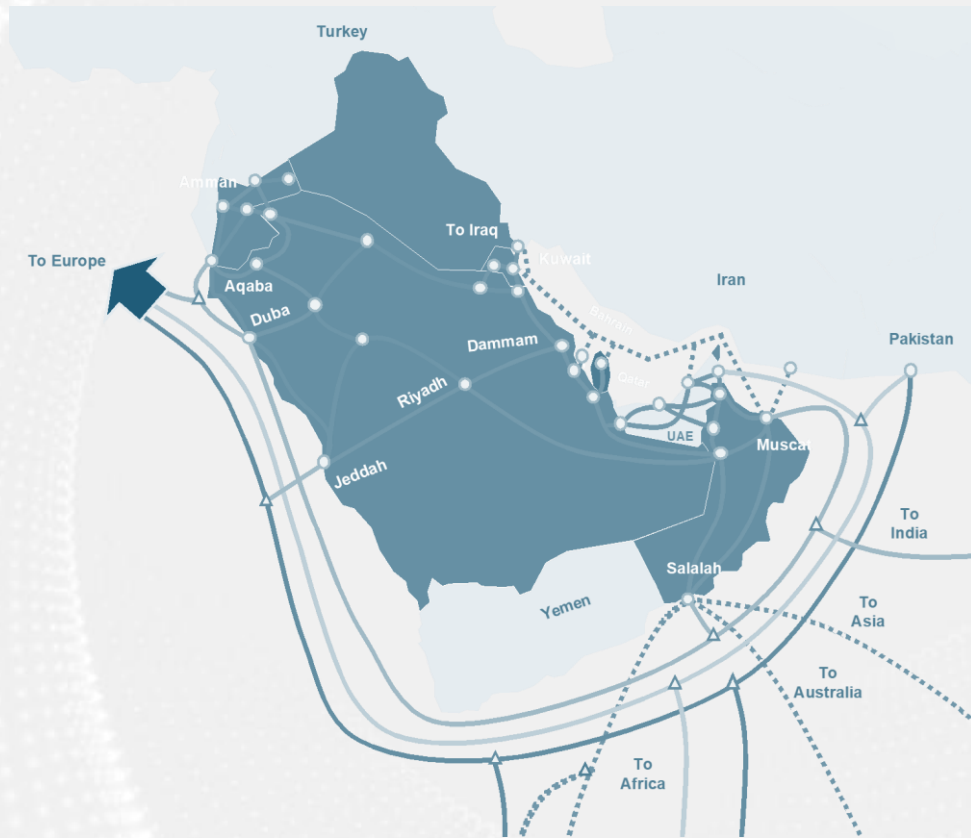 Turkey
Amman
To Iraq
Kuwait
To Europe
Iran
Aqaba
Duba
Bahrain
Dammam
Pakistan
Qatar
Riyadh
UAE
Muscat
Jeddah
To
India
Salalah
Yemen
To
Asia
To
Australia
To
Africa